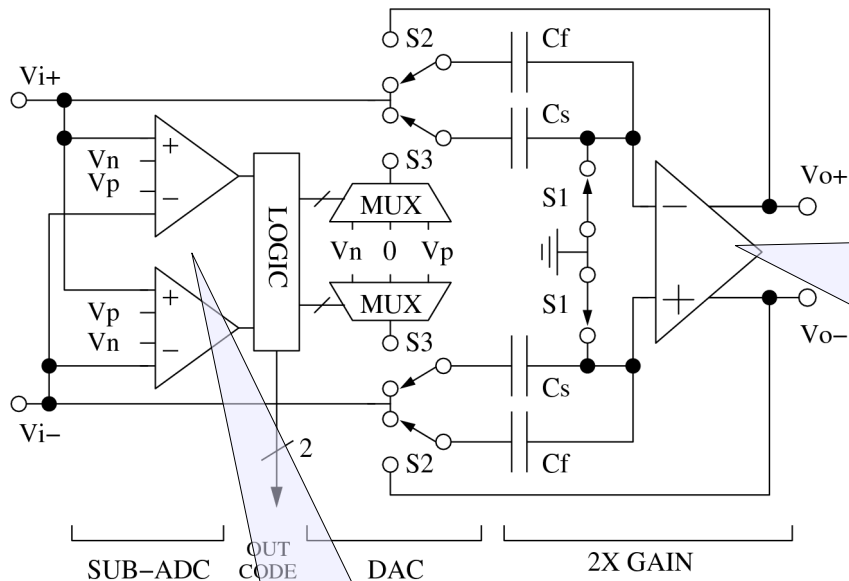 S2
Cf
Vi+
Cs
+
Vn
Vp
−
S3
MUX
S1
−
Vo+
LOGIC
Vn 0 Vp
+
Vp
Vn
−
MUX
S1
+
S3
Vo−
Cs
Vi−
2
S2
Cf
OUT
CODE
SUB−ADC
DAC
2X GAIN